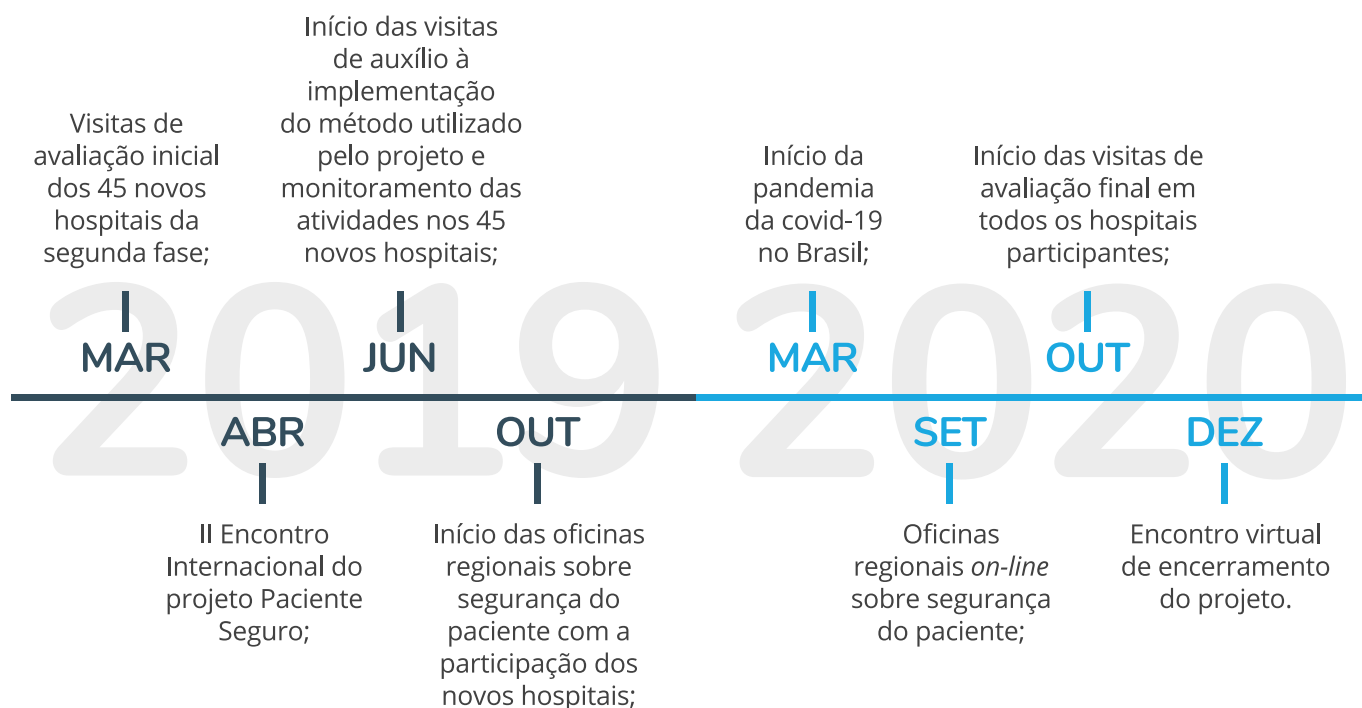 2019
2020
Visitas de
avaliação inicial
dos 45 novos
hospitais da
segunda fase;
MAR
ABR
II Encontro
Internacional do
projeto Paciente
Seguro;
Início das visitas
de auxílio à
implementação
do método utilizado
pelo projeto e
monitoramento das
atividades nos 45
novos hospitais;
JUN
OUT
Início das oficinas
regionais sobre
segurança do
paciente com a
participação dos
novos hospitais;
Início da
pandemia
da covid-19
no Brasil;
MAR
SET
Oficinas
regionais on-line
sobre segurança
do paciente;
Início das visitas de
avaliação final em
todos os hospitais
participantes;
OUT
DEZ
Encontro virtual
de encerramento
do projeto.